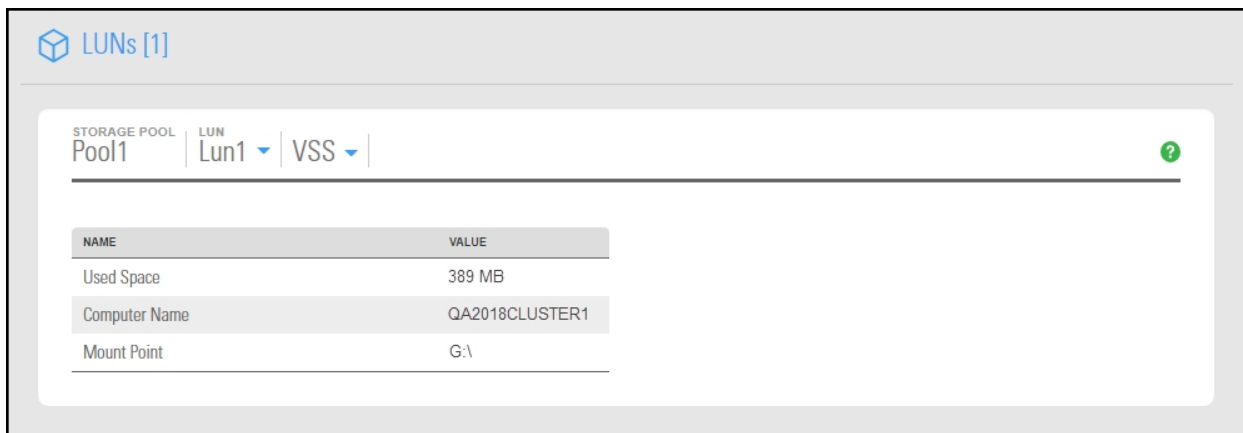 LUNs [1]
STORAGE POOL LUN
Pool1 Lun1 VSS
?
NAME VALUE
Used Space 389 MB
Computer Name QA2018CLUSTER1
Mount Point G:\